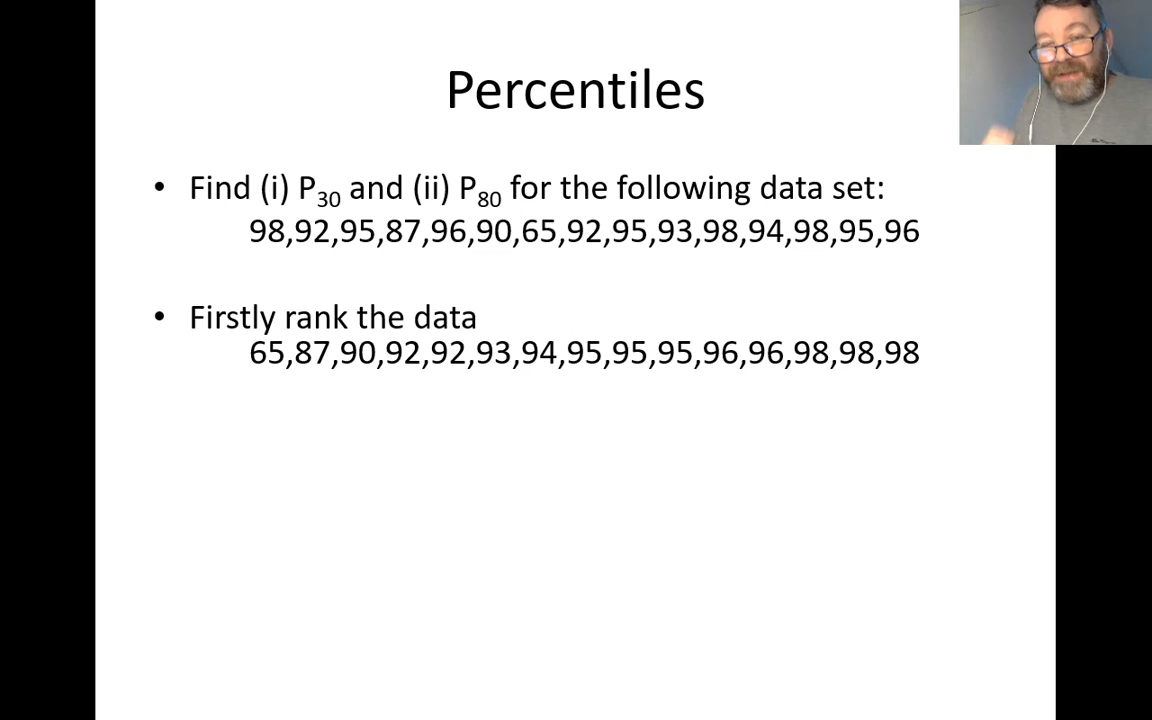 Percentiles
• Find (i) P30 and (ii) P80 for the following data set:
98,92,95,87,96,90,65,92,95,93,98,94,98,95,96
• Firstly rank the data
65,87,90,92,92,93,94,95,95,95,96,96,98,98,98